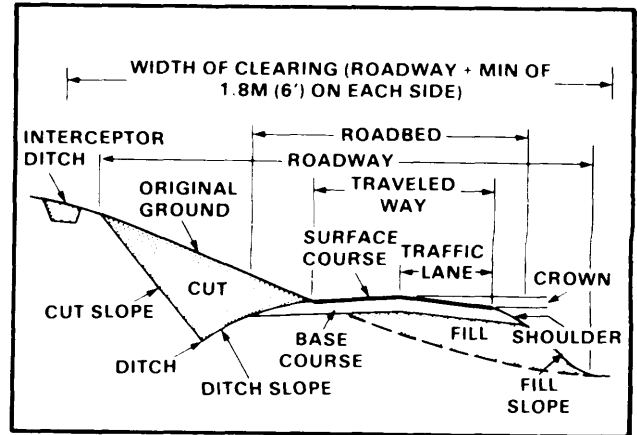 WIDTH OF CLEARING (ROADWAY + MIN OF
1.8M (6') ON EACH SIDE)
INTERCEPTOR
DITCH
ROADBED
ROADWAY
ORIGINAL
GROUND
TRAVELED
WAY
SURFACE
COURSE
TRAFFIC
LANE
CROWN
CUT
CUT SLOPE
BASE
COURSE
FILL
SHOULDER
DITCH
DITCH SLOPE
FILL
SLOPE